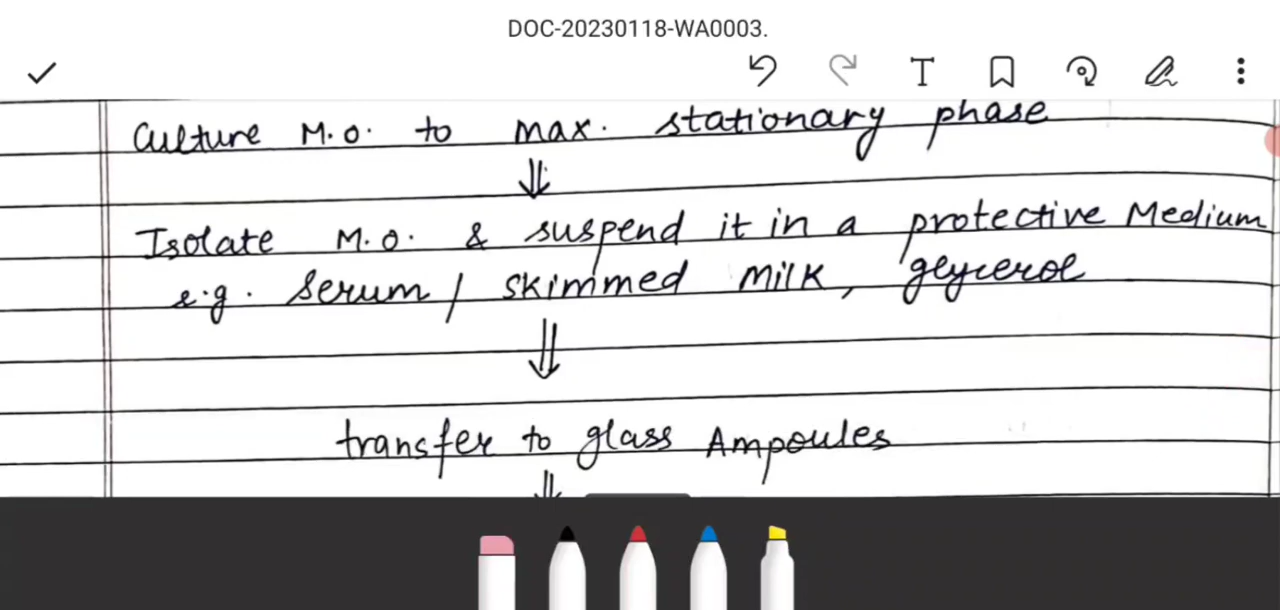 DOC-20230118-WA0003.
T
Culture M.O. to max. stationary phase
Isolate M.O. & suspend it in a protective Medium
e.g. Serum / skimmed Milk, glycerol
transfer to glass Ampoules